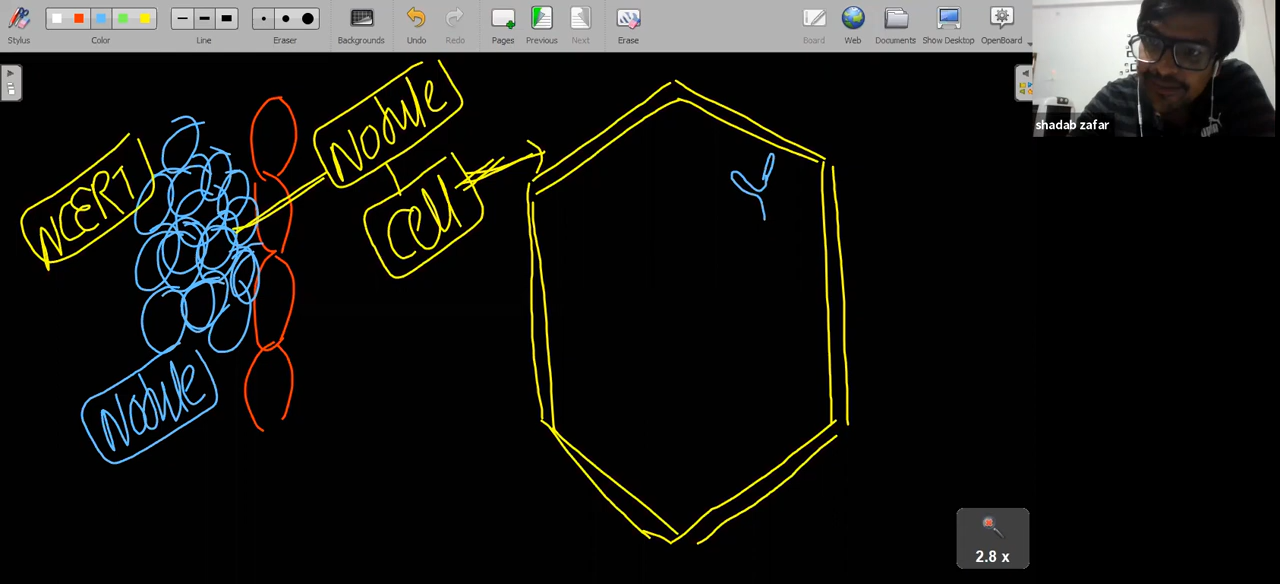 Stylus
Color
Line
Eraser
Backgrounds
Undo
Redo
Pages
Previous
Next
Erase
Board
Web
Documents
Show Desktop
OpenBoard
shadab zafar
NCERT
Nodule
Cell
Nodule
2.8 x